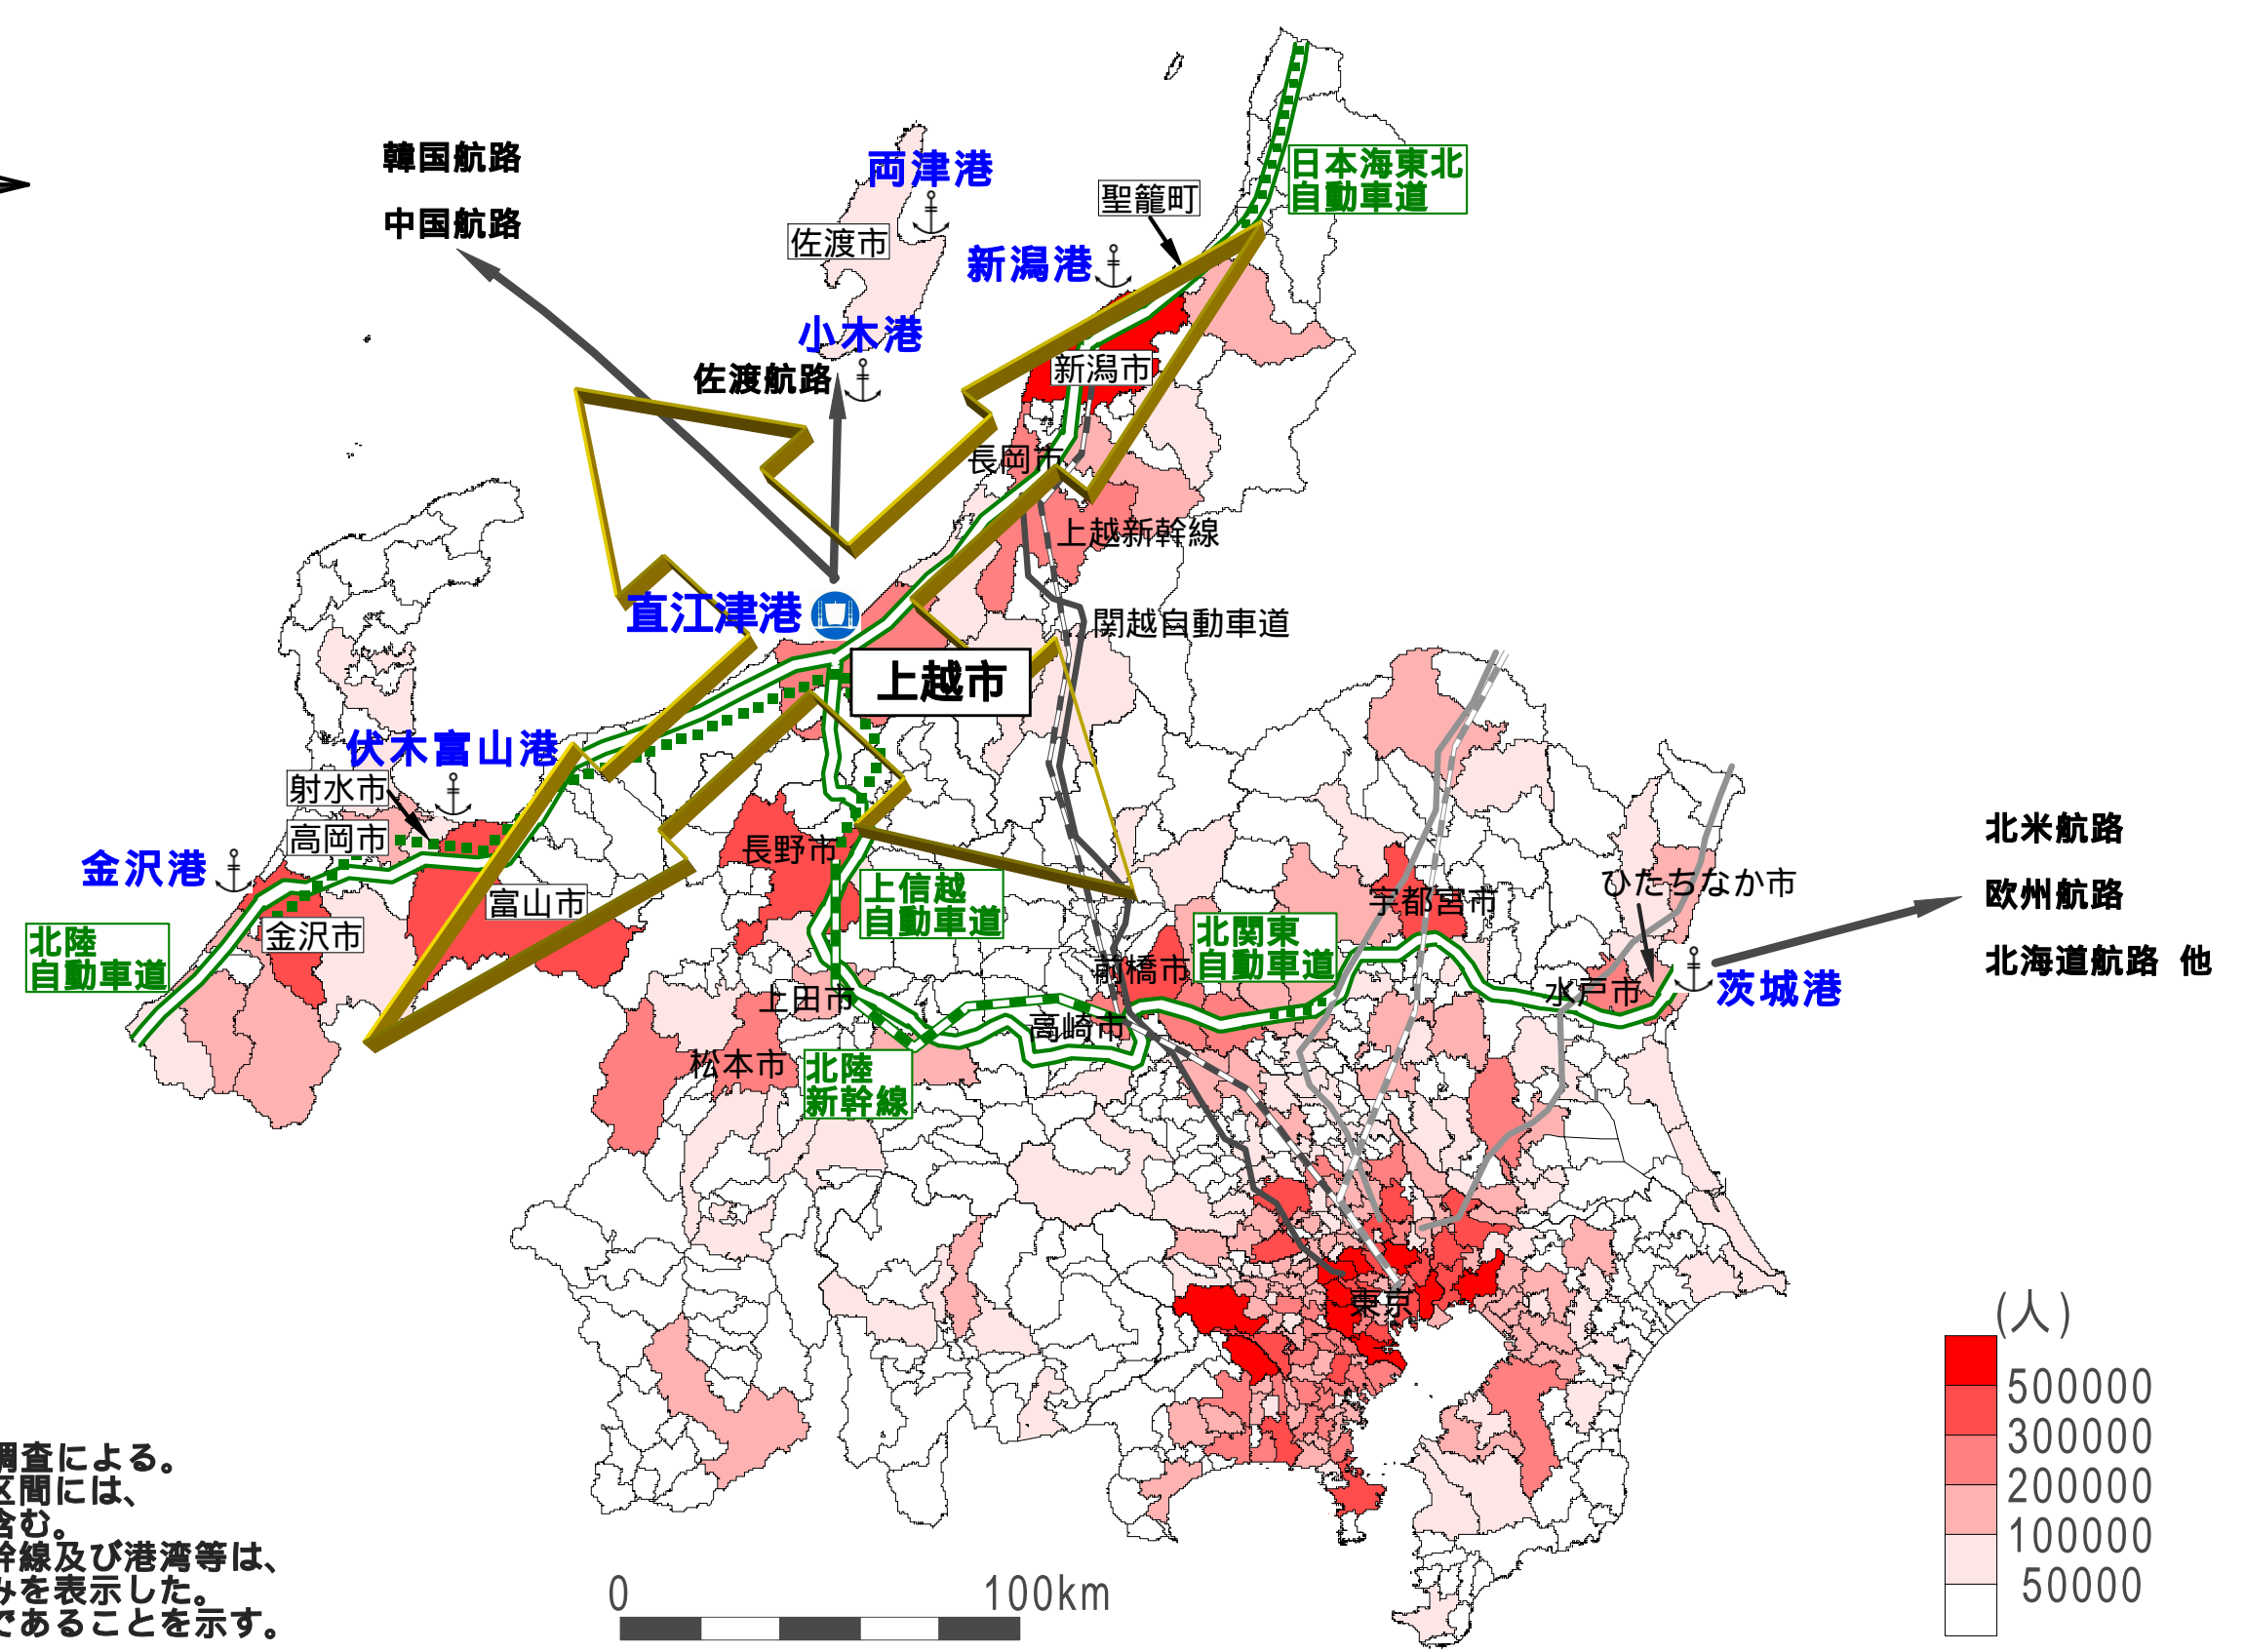 韓国航路
中国航路
両津港
佐渡市
小木港
佐渡航路
聖籠町
新潟港
日本海東北
自動車道
新潟市
長岡市
上越新幹線
関越自動車道
直江津港
上越市
伏木富山港
射水市
高岡市
金沢港
富山市
金沢市
北陸
自動車道
長野市
上信越
自動車道
上田市
松本市
北陸
新幹線
高崎市
前橋市
北関東
自動車道
宇都宮市
ひたちなか市
水戸市
茨城港
北米航路
欧州航路
北海道航路 他
東京
(人)
500000
300000
200000
100000
50000
調査による。
区間には、
含む。
幹線及び港湾等は、
みを表示した。
であることを示す。
0 100km